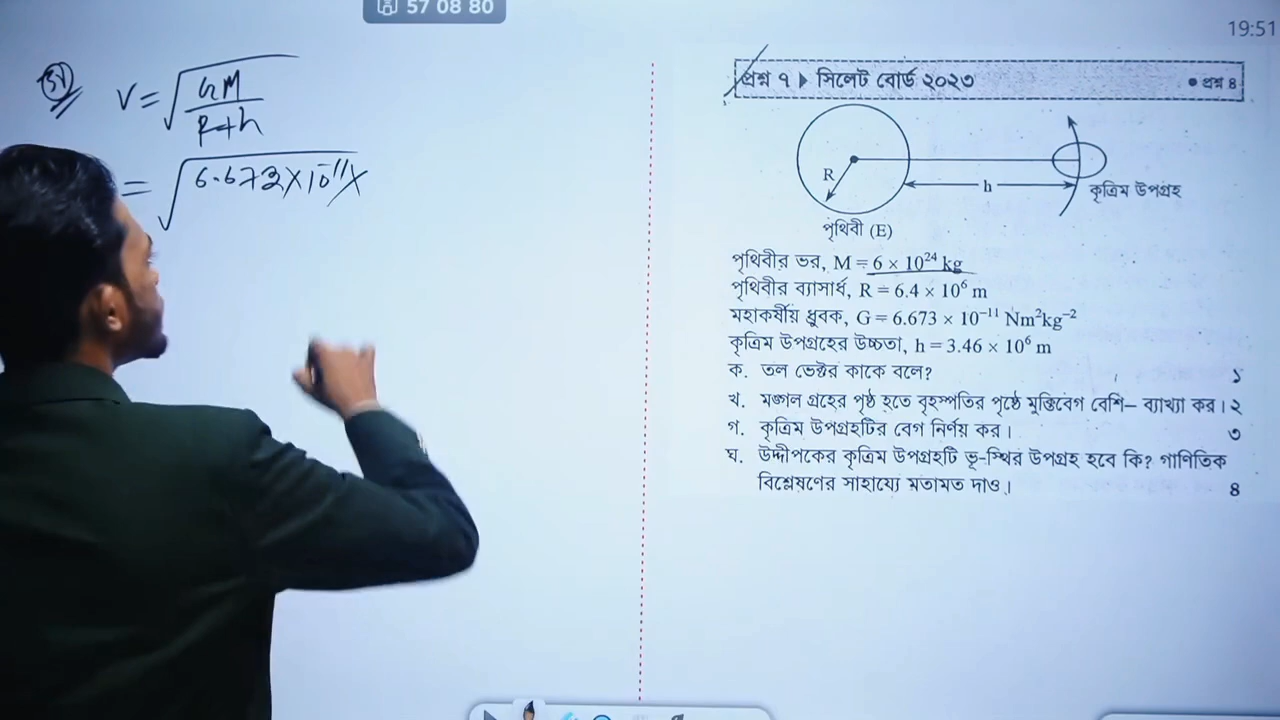 57 08 80
19:51
গ)
V = √(GM / R+h)
= √(6.673×10⁻¹¹×
প্রশ্ন ৭ ▶ সিলেট বোর্ড ২০২৩ ● প্রশ্ন ৪
R
h
কৃত্রিম উপগ্রহ
পৃথিবী (E)
পৃথিবীর ভর, M = 6 × 10²⁴ kg
পৃথিবীর ব্যাসার্ধ, R = 6.4 × 10⁶ m
মহাকর্ষীয় ধ্রুবক, G = 6.673 × 10⁻¹¹ Nm²kg⁻²
কৃত্রিম উপগ্রহের উচ্চতা, h = 3.46 × 10⁶ m
ক. তল ভেক্টর কাকে বলে? ১
খ. মঙ্গল গ্রহের পৃষ্ঠ হতে বৃহস্পতির পৃষ্ঠে মুক্তিবেগ বেশি– ব্যাখ্যা কর। ২
গ. কৃত্রিম উপগ্রহটির বেগ নির্ণয় কর। ৩
ঘ. উদ্দীপকের কৃত্রিম উপগ্রহটি ভূ-স্থির উপগ্রহ হবে কি? গাণিতিক
বিশ্লেষণের সাহায্যে মতামত দাও। ৪